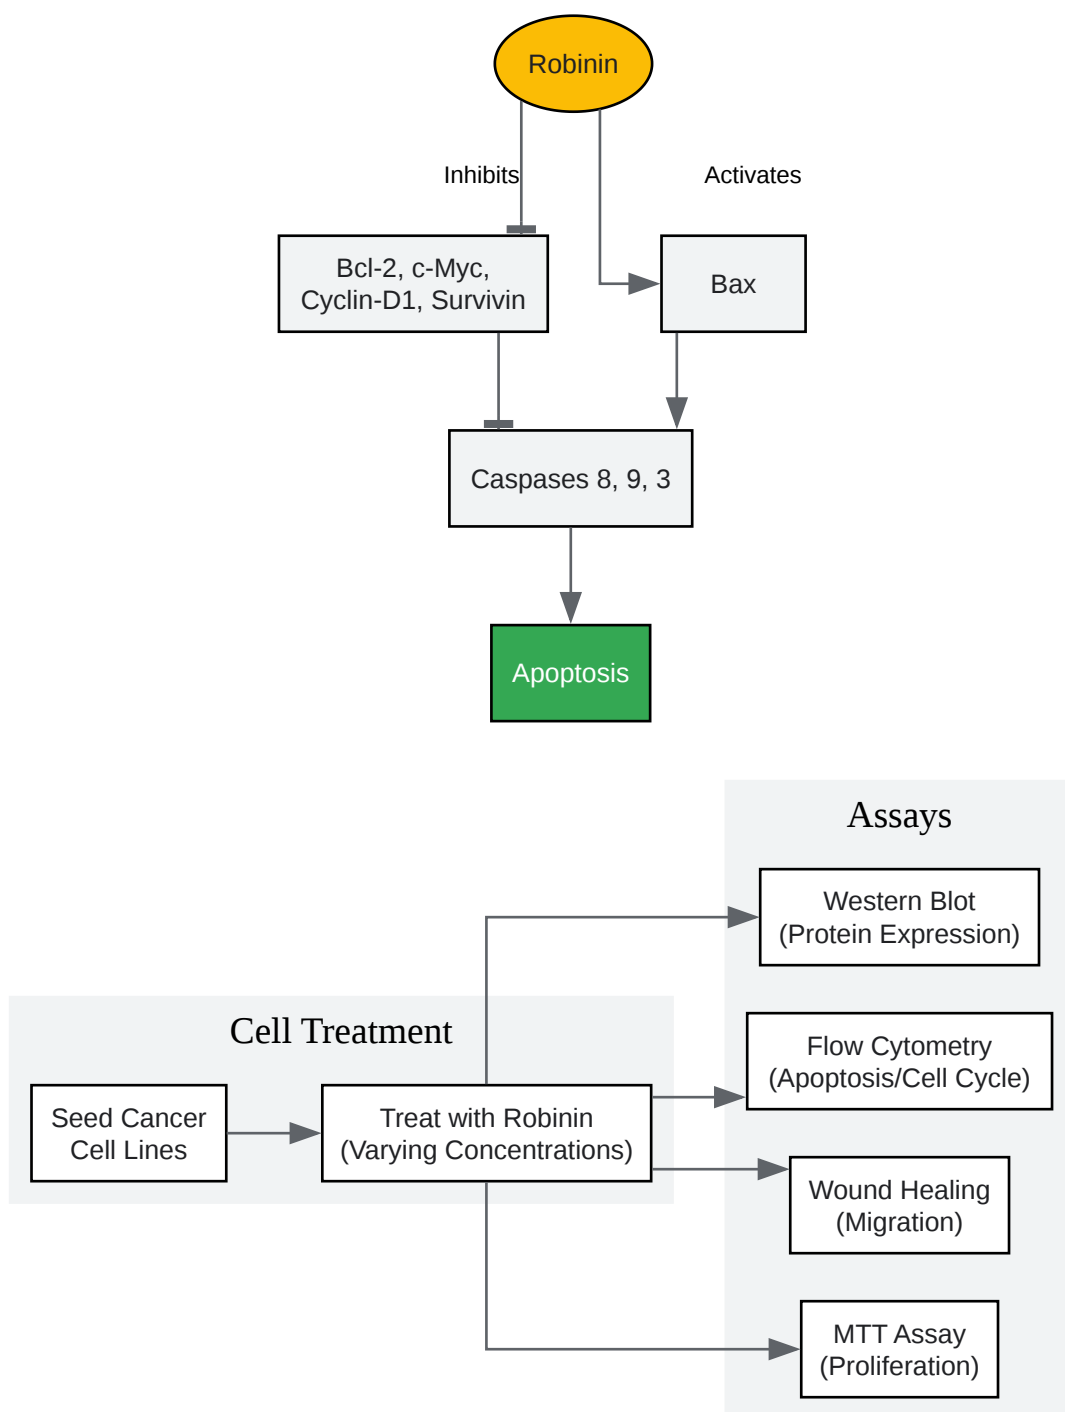 Robinin
Inhibits
Activates
Bcl-2, c-Myc,
Cyclin-D1, Survivin
Bax
Caspases 8, 9, 3
Apoptosis
Assays
Western Blot
(Protein Expression)
Cell Treatment
Flow Cytometry
(Apoptosis/Cell Cycle)
Seed Cancer
Cell Lines
Treat with Robinin
(Varying Concentrations)
Wound Healing
(Migration)
MTT Assay
(Proliferation)